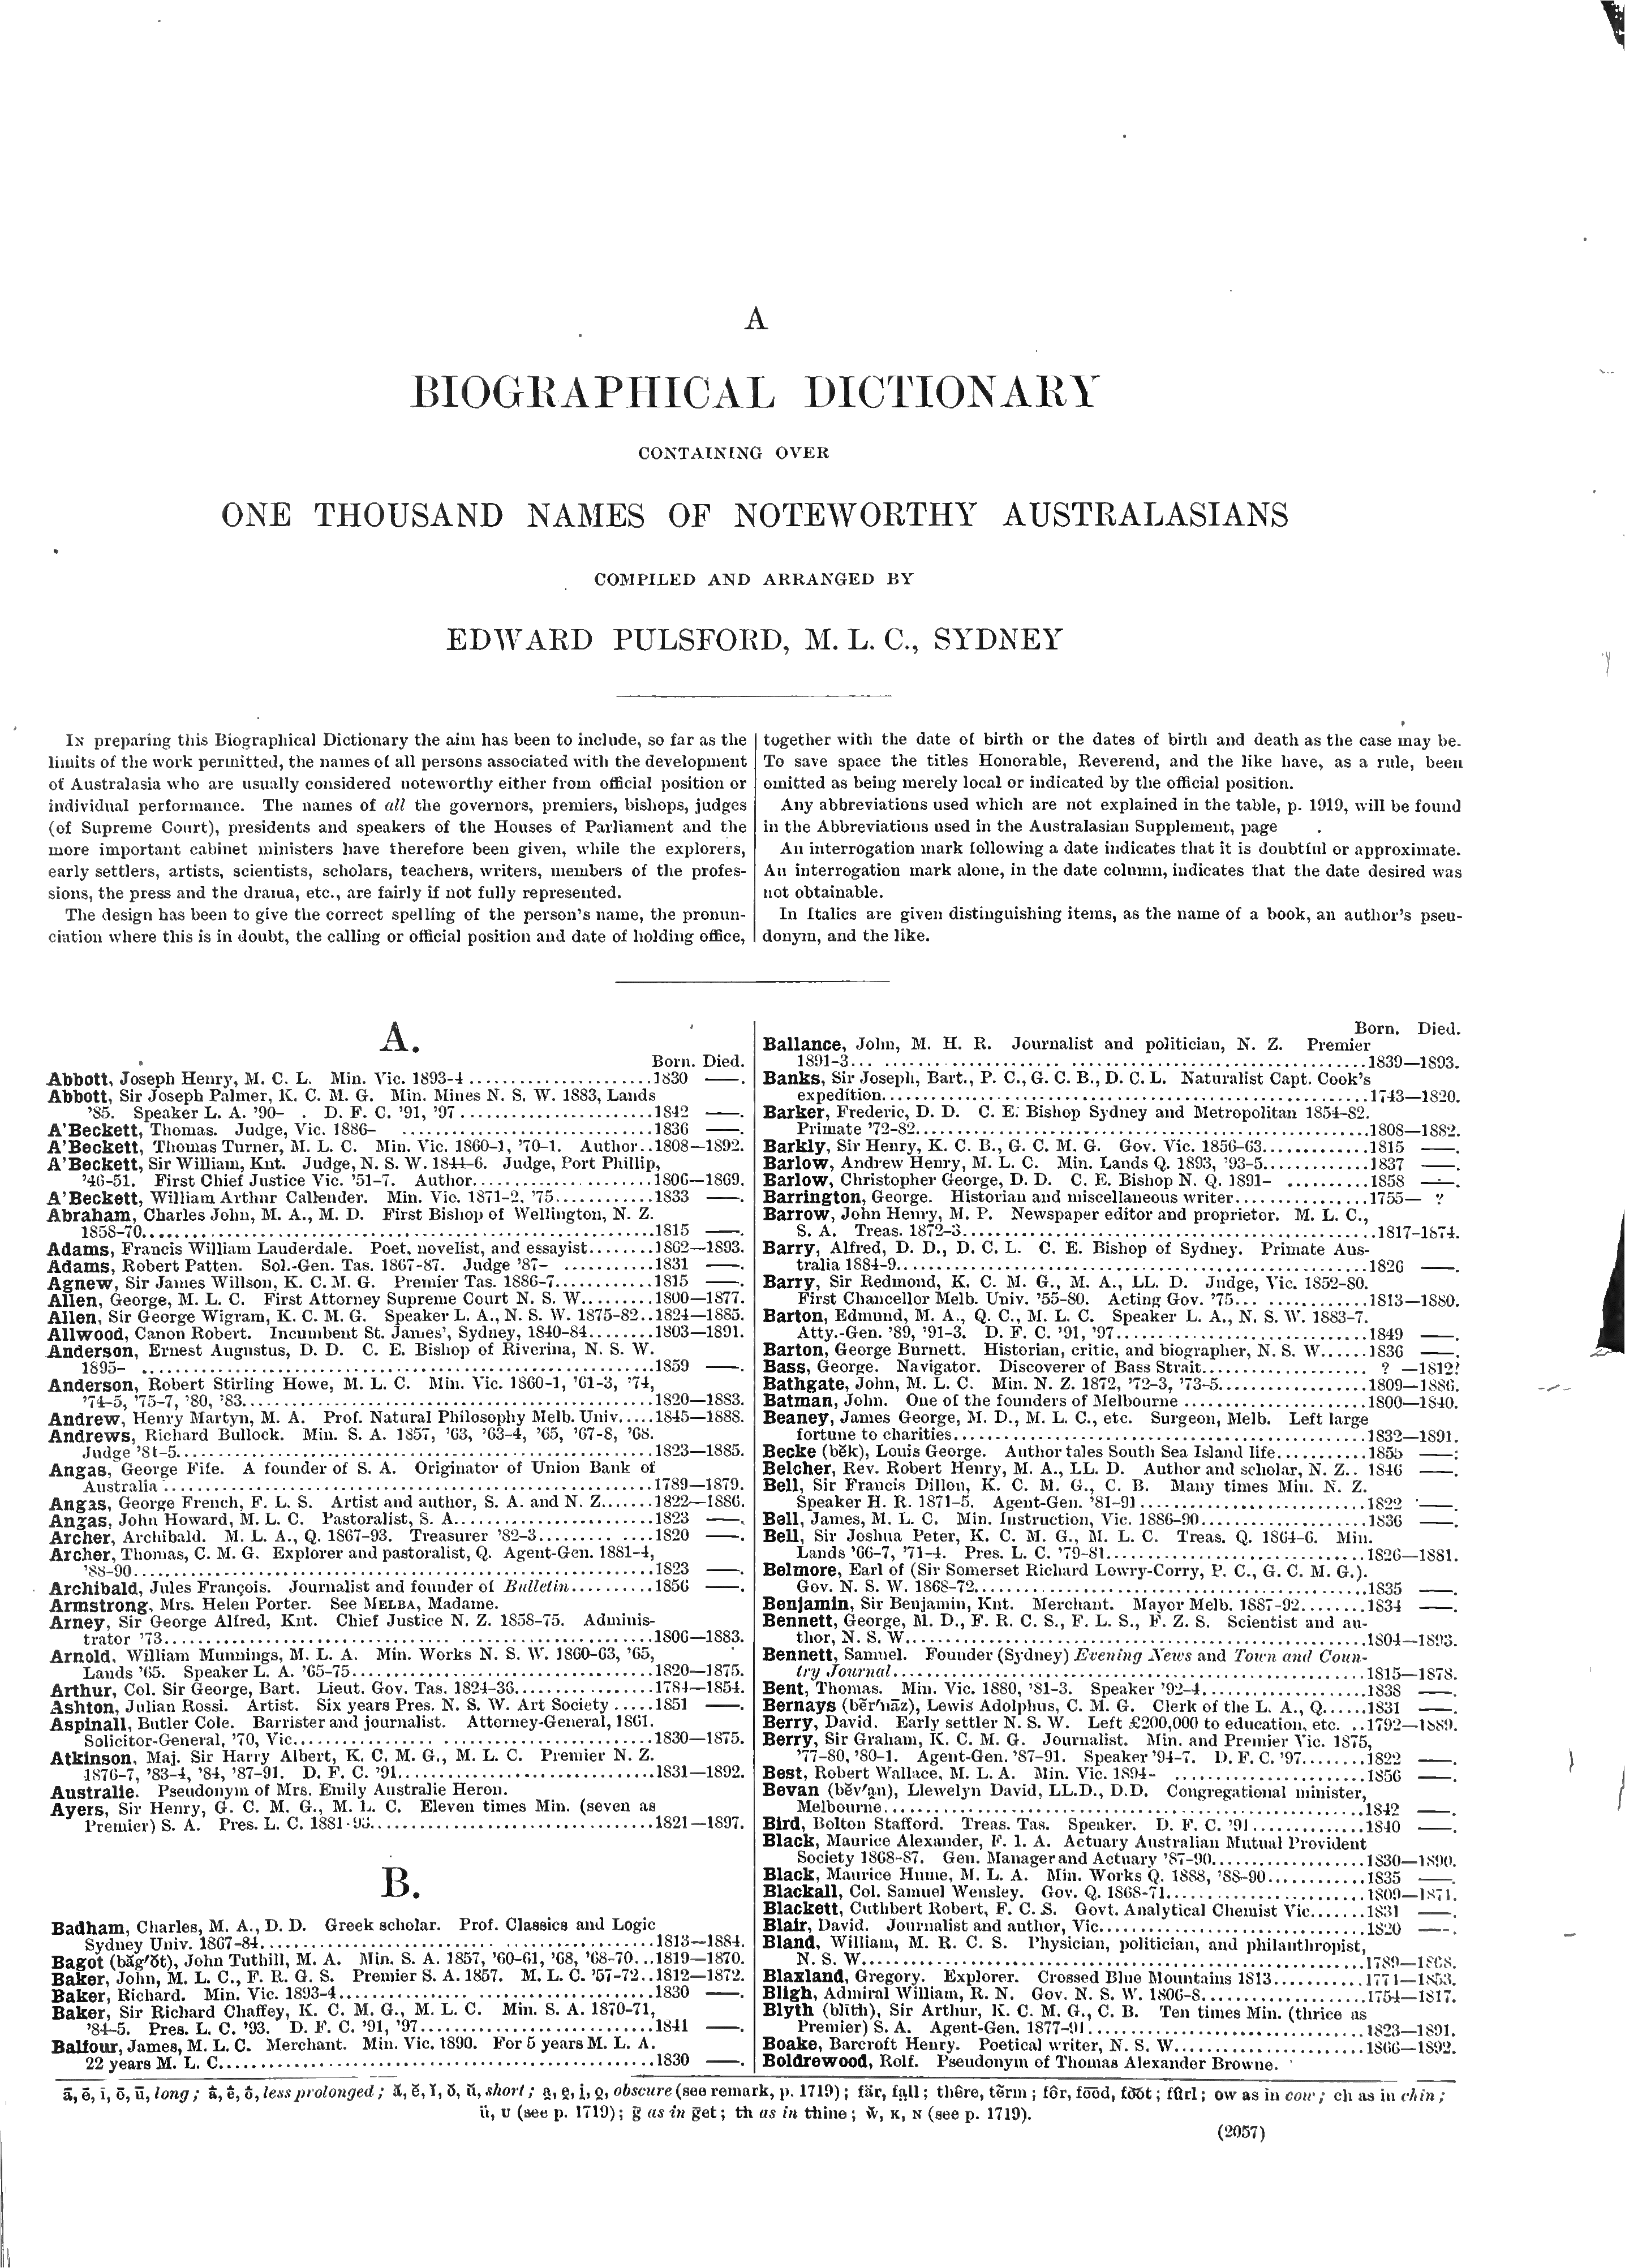 A
BIOGRAPHICAL DICTIONARY
CONTAINING OVER
ONE THOUSAND NAMES OF NOTEWORTHY AUSTRALASIANS
COMPILED AND ARRANGED BY
EDWARD PULSFORD, M. L. C., SYDNEY
In preparing this Biographical Dictionary the aim has been to include, so far as the
limits of the work permitted, the names of all persons associated with the development
of Australasia who are usually considered noteworthy either from official position or
individual performance. The names of all the governors, premiers, bishops, judges
(of Supreme Court), presidents and speakers of the Houses of Parliament and the
more important cabinet ministers have therefore been given, while the explorers,
early settlers, artists, scientists, scholars, teachers, writers, members of the profes-
sions, the press and the drama, etc., are fairly if not fully represented.
The design has been to give the correct spelling of the person's name, the pronun-
ciation where this is in doubt, the calling or official position and date of holding office,
together with the date of birth or the dates of birth and death as the case may be.
To save space the titles Honorable, Reverend, and the like have, as a rule, been
omitted as being merely local or indicated by the official position.
Any abbreviations used which are not explained in the table, p. 1919, will be found
in the Abbreviations used in the Australasian Supplement, page .
An interrogation mark following a date indicates that it is doubtful or approximate.
An interrogation mark alone, in the date column, indicates that the date desired was
not obtainable.
In Italics are given distinguishing items, as the name of a book, an author's pseu-
donym, and the like.
A.
Born. Died.
Abbott, Joseph Henry, M. C. L. Min. Vic. 1893-4 ......................1830 —.
Abbott, Sir Joseph Palmer, K. C. M. G. Min. Mines N. S. W. 1883, Lands
'85. Speaker L. A. '90- . D. F. C. '91, '97.......................1842 —.
A'Beckett, Thomas. Judge, Vic. 1886- ..............................1836 —.
A'Beckett, Thomas Turner, M. L. C. Min. Vic. 1860-1, '70-1. Author..1808—1892.
A'Beckett, Sir William, Knt. Judge, N. S. W. 1844-6. Judge, Port Phillip,
'46-51. First Chief Justice Vic. '51-7. Author......................1806—1869.
A'Beckett, William Arthur Callender. Min. Vic. 1871-2, '75............1833 —.
Abraham, Charles John, M. A., M. D. First Bishop of Wellington, N. Z.
1858-70..............................................................1815 —.
Adams, Francis William Lauderdale. Poet, novelist, and essayist........1862—1893.
Adams, Robert Patten. Sol.-Gen. Tas. 1867-87. Judge '87- ...........1831 —.
Agnew, Sir James Willson, K. C. M. G. Premier Tas. 1886-7............1815 —.
Allen, George, M. L. C. First Attorney Supreme Court N. S. W.........1800—1877.
Allen, Sir George Wigram, K. C. M. G. Speaker L. A., N. S. W. 1875-82..1824—1885.
Allwood, Canon Robert. Incumbent St. James', Sydney, 1840-84........1803—1891.
Anderson, Ernest Augustus, D. D. C. E. Bishop of Riverina, N. S. W.
1895- ..............................................................1859 —.
Anderson, Robert Stirling Howe, M. L. C. Min. Vic. 1860-1, '61-3, '74,
'74-5, '75-7, '80, '83..................................................1820—1883.
Andrew, Henry Martyn, M. A. Prof. Natural Philosophy Melb. Univ.....1845—1888.
Andrews, Richard Bullock. Min. S. A. 1857, '63, '63-4, '65, '67-8, '68.
Judge '81-5..........................................................1823—1885.
Angas, George Fife. A founder of S. A. Originator of Union Bank of
Australia ............................................................1789—1879.
Angas, George French, F. L. S. Artist and author, S. A. and N. Z.......1822—1886.
Angas, John Howard, M. L. C. Pastoralist, S. A.......................1823 —.
Archer, Archibald. M. L. A., Q. 1867-93. Treasurer '82-3..............1820 —.
Archer, Thomas, C. M. G. Explorer and pastoralist, Q. Agent-Gen. 1881-4,
'88-90................................................................1823 —.
Archibald, Jules François. Journalist and founder of Bulletin..........1856 —.
Armstrong, Mrs. Helen Porter. See MELBA, Madame.
Arney, Sir George Alfred, Knt. Chief Justice N. Z. 1858-75. Adminis-
trator '73............................................................1806—1883.
Arnold, William Munnings, M. L. A. Min. Works N. S. W. 1860-63, '65,
Lands '65. Speaker L. A. '65-75....................................1820—1875.
Arthur, Col. Sir George, Bart. Lieut. Gov. Tas. 1824-36.................1784—1854.
Ashton, Julian Rossi. Artist. Six years Pres. N. S. W. Art Society .....1851 —.
Aspinall, Butler Cole. Barrister and journalist. Attorney-General, 1861.
Solicitor-General, '70, Vic............................................1830—1875.
Atkinson, Maj. Sir Harry Albert, K. C. M. G., M. L. C. Premier N. Z.
1876-7, '83-4, '84, '87-91. D. F. C. '91...............................1831—1892.
Australie. Pseudonym of Mrs. Emily Australie Heron.
Ayers, Sir Henry, G. C. M. G., M. L. C. Eleven times Min. (seven as
Premier) S. A. Pres. L. C. 1881-93..................................1821—1897.
B.
Badham, Charles, M. A., D. D. Greek scholar. Prof. Classics and Logic
Sydney Univ. 1867-84................................................1813—1884.
Bagot (băg'ŏt), John Tuthill, M. A. Min. S. A. 1857, '60-61, '68, '68-70...1819—1870.
Baker, John, M. L. C., F. R. G. S. Premier S. A. 1857. M. L. C. '57-72..1812—1872.
Baker, Richard. Min. Vic. 1893-4......................................1830 —.
Baker, Sir Richard Chaffey, K. C. M. G., M. L. C. Min. S. A. 1870-71,
'84-5. Pres. L. C. '93. D. F. C. '91, '97............................1841 —.
Balfour, James, M. L. C. Merchant. Min. Vic. 1890. For 5 years M. L. A.
22 years M. L. C.....................................................1830 —.
Born. Died.
Ballance, John, M. H. R. Journalist and politician, N. Z. Premier
1891-3...............................................................1839—1893.
Banks, Sir Joseph, Bart., P. C., G. C. B., D. C. L. Naturalist Capt. Cook's
expedition...........................................................1743—1820.
Barker, Frederic, D. D. C. E. Bishop Sydney and Metropolitan 1854-82.
Primate '72-82.......................................................1808—1882.
Barkly, Sir Henry, K. C. B., G. C. M. G. Gov. Vic. 1856-63.............1815 —.
Barlow, Andrew Henry, M. L. C. Min. Lands Q. 1893, '93-5.............1837 —.
Barlow, Christopher George, D. D. C. E. Bishop N. Q. 1891- ..........1858 —.
Barrington, George. Historian and miscellaneous writer................1755— ?
Barrow, John Henry, M. P. Newspaper editor and proprietor. M. L. C.,
S. A. Treas. 1872-3..................................................1817-1874.
Barry, Alfred, D. D., D. C. L. C. E. Bishop of Sydney. Primate Aus-
tralia 1884-9.........................................................1826 —.
Barry, Sir Redmond, K. C. M. G., M. A., LL. D. Judge, Vic. 1852-80.
First Chancellor Melb. Univ. '55-80. Acting Gov. '75................1813—1880.
Barton, Edmund, M. A., Q. C., M. L. C. Speaker L. A., N. S. W. 1883-7.
Atty.-Gen. '89, '91-3. D. F. C. '91, '97..............................1849 —.
Barton, George Burnett. Historian, critic, and biographer, N. S. W......1836 —.
Bass, George. Navigator. Discoverer of Bass Strait.................... ? —1812?
Bathgate, John, M. L. C. Min. N. Z. 1872, '72-3, '73-5..................1809—1886.
Batman, John. One of the founders of Melbourne ......................1800—1840.
Beaney, James George, M. D., M. L. C., etc. Surgeon, Melb. Left large
fortune to charities...................................................1832—1891.
Becke (bĕk), Louis George. Author tales South Sea Island life...........1855 —.
Belcher, Rev. Robert Henry, M. A., LL. D. Author and scholar, N. Z.. 1846 —.
Bell, Sir Francis Dillon, K. C. M. G., C. B. Many times Min. N. Z.
Speaker H. R. 1871-5. Agent-Gen. '81-91...........................1822 —.
Bell, James, M. L. C. Min. Instruction, Vic. 1886-90....................1836 —.
Bell, Sir Joshua Peter, K. C. M. G., M. L. C. Treas. Q. 1864-6. Min.
Lands '66-7, '71-4. Pres. L. C. '79-81...............................1826—1881.
Belmore, Earl of (Sir Somerset Richard Lowry-Corry, P. C., G. C. M. G.).
Gov. N. S. W. 1868-72...............................................1835 —.
Benjamin, Sir Benjamin, Knt. Merchant. Mayor Melb. 1887-92........1834 —.
Bennett, George, M. D., F. R. C. S., F. L. S., F. Z. S. Scientist and au-
thor, N. S. W........................................................1804—1893.
Bennett, Samuel. Founder (Sydney) Evening News and Town and Coun-
try Journal..........................................................1815—1878.
Bent, Thomas. Min. Vic. 1880, '81-3. Speaker '92-4....................1838 —.
Bernays (bẽr'nāz), Lewis Adolphus, C. M. G. Clerk of the L. A., Q......1831 —.
Berry, David. Early settler N. S. W. Left £200,000 to education, etc. ..1792—1889.
Berry, Sir Graham, K. C. M. G. Journalist. Min. and Premier Vic. 1875,
'77-80, '80-1. Agent-Gen. '87-91. Speaker '94-7. D. F. C. '97........1822 —.
Best, Robert Wallace, M. L. A. Min. Vic. 1894- .......................1856 —.
Bevan (bĕv'ạn), Llewelyn David, LL.D., D.D. Congregational minister,
Melbourne...........................................................1842 —.
Bird, Bolton Stafford. Treas. Tas. Speaker. D. F. C. '91...............1840 —.
Black, Maurice Alexander, F. I. A. Actuary Australian Mutual Provident
Society 1868-87. Gen. Manager and Actuary '87-90...................1830—1890.
Black, Maurice Hume, M. L. A. Min. Works Q. 1888, '88-90............1835 —.
Blackall, Col. Samuel Wensley. Gov. Q. 1868-71........................1809—1871.
Blackett, Cuthbert Robert, F. C. S. Govt. Analytical Chemist Vic.......1831 —.
Blair, David. Journalist and author, Vic................................1820 —.
Bland, William, M. R. C. S. Physician, politician, and philanthropist,
N. S. W..............................................................1789—1868.
Blaxland, Gregory. Explorer. Crossed Blue Mountains 1813...........1771—1853.
Bligh, Admiral William, R. N. Gov. N. S. W. 1806-8...................1754—1817.
Blyth (blīth), Sir Arthur, K. C. M. G., C. B. Ten times Min. (thrice as
Premier) S. A. Agent-Gen. 1877-91..................................1823—1891.
Boake, Barcroft Henry. Poetical writer, N. S. W.......................1866—1892.
Boldrewood, Rolf. Pseudonym of Thomas Alexander Browne.
ā, ē, ī, ō, ū, long; â, ê, ô, less prolonged; ă, ĕ, ĭ, ŏ, ŭ, short; ạ, ẹ, ị, ọ, obscure (see remark, p. 1719); fär, fạll; thêre, tẽrm; fôr, fo͞od, fo͝ot; fûrl; ow as in cow; ch as in chin;
ü, ᴜ (see p. 1719); ḡ as in ḡet; th as in thine; w̆, ᴋ, ɴ (see p. 1719).
(2057)